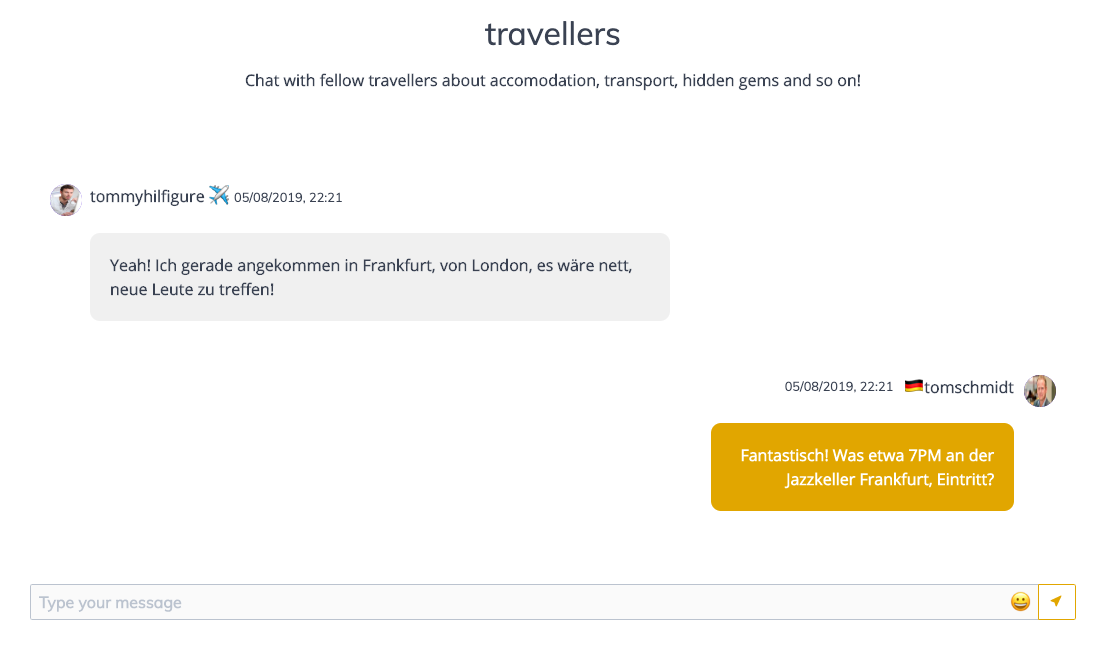 travellers
Chat with fellow travellers about accomodation, transport, hidden gems and so on!
tommyhilfigure ✈️ 05/08/2019, 22:21
Yeah! Ich gerade angekommen in Frankfurt, von London, es wäre nett,
neue Leute zu treffen!
05/08/2019, 22:21 🇩🇪tomschmidt
Fantastisch! Was etwa 7PM an der
Jazzkeller Frankfurt, Eintritt?
Type your message